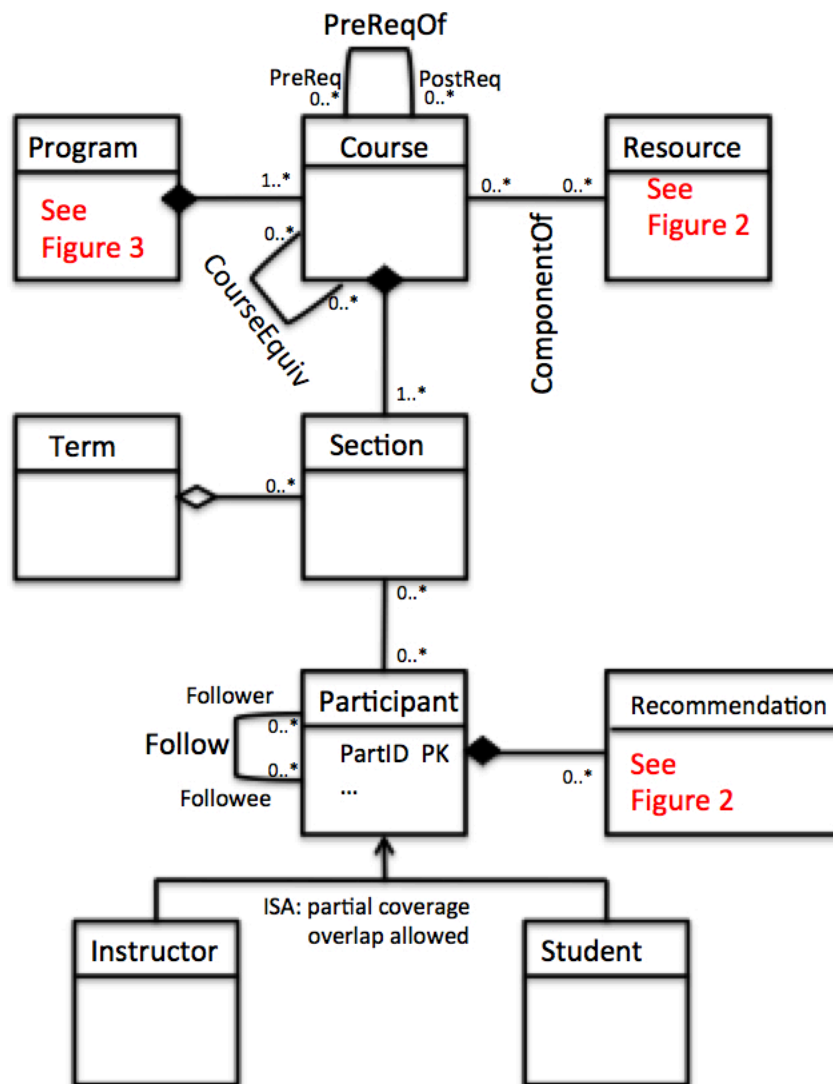 PreReqOf
PreReq
PostReq
0..*
0..*
Program
Course
Resource
See
Figure 3
1..*
0..*
0..*
See
Figure 2
0..*
0..*
CourseEquiv
ComponentOf
1..*
Term
Section
0..*
0..*
0..*
Follower
Participant
Recommendation
0..*
Follow
PartID PK
0..*
...
Followee
0..*
See
Figure 2
ISA: partial coverage
overlap allowed
Instructor
Student